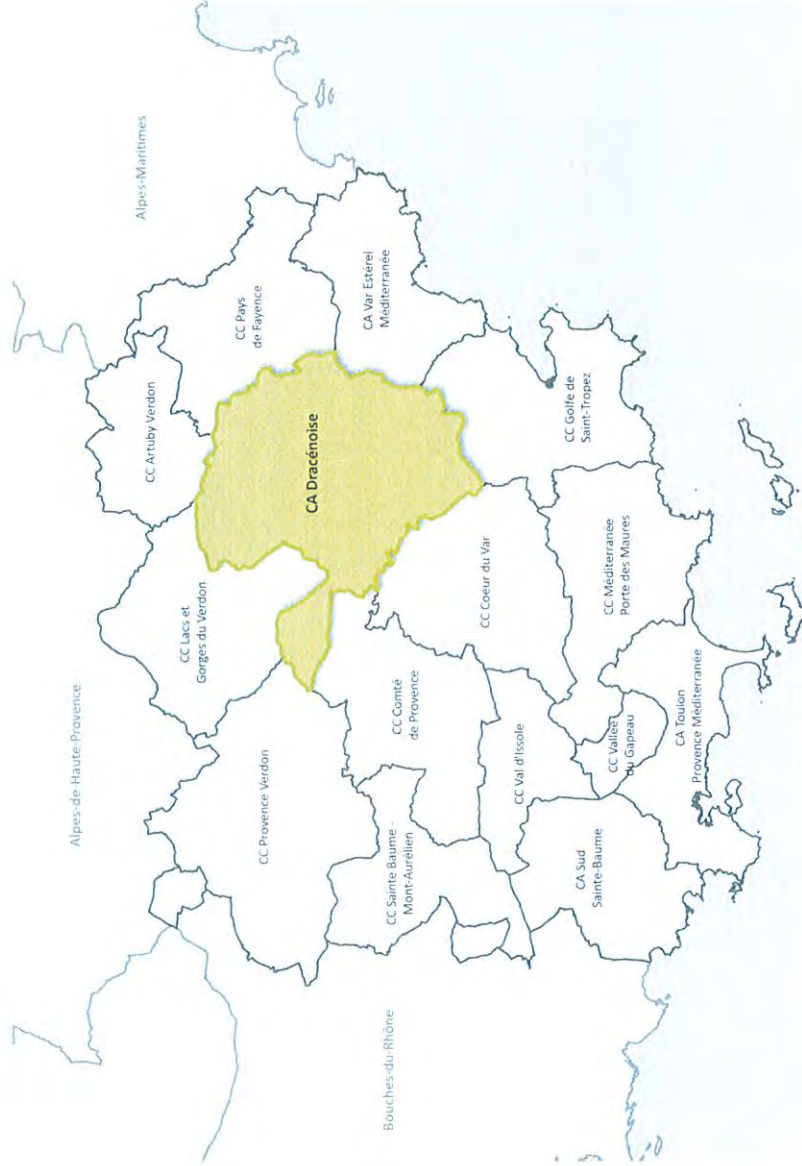 Alpes-de-Haute-Provence
Alpes-Maritimes
CC Artuby Verdon
CC Lacs et
Gorges du Verdon
CC Pays
de Fayence
CC Provence Verdon
CA Dracénoise
CA Var Estérel
Méditerranée
CC Comté
de Provence
CC Sainte Baume -
Mont-Aurélien
Bouches-du-Rhône
CC Coeur du Var
CC Golfe de
Saint-Tropez
CC Val d'Issole
CA Sud
Sainte-Baume
CC Vallée
du Gapeau
CC Méditerranée
Porte des Maures
CA Toulon
Provence Méditerranée